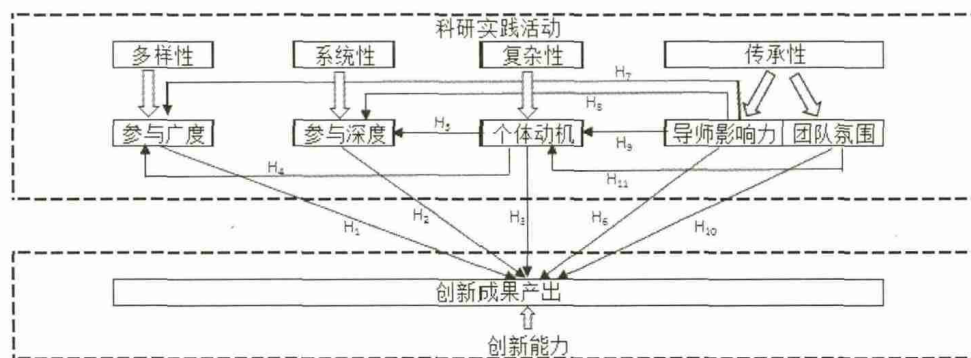 科研实践活动
多样性 系统性 复杂性 传承性
H₇
H₈
参与广度 参与深度 H₅ 个体动机 H₉ 导师影响力 团队氛围
H₄ H₁₁
H₁ H₂ H₃ H₆ H₁₀
创新成果产出
创新能力